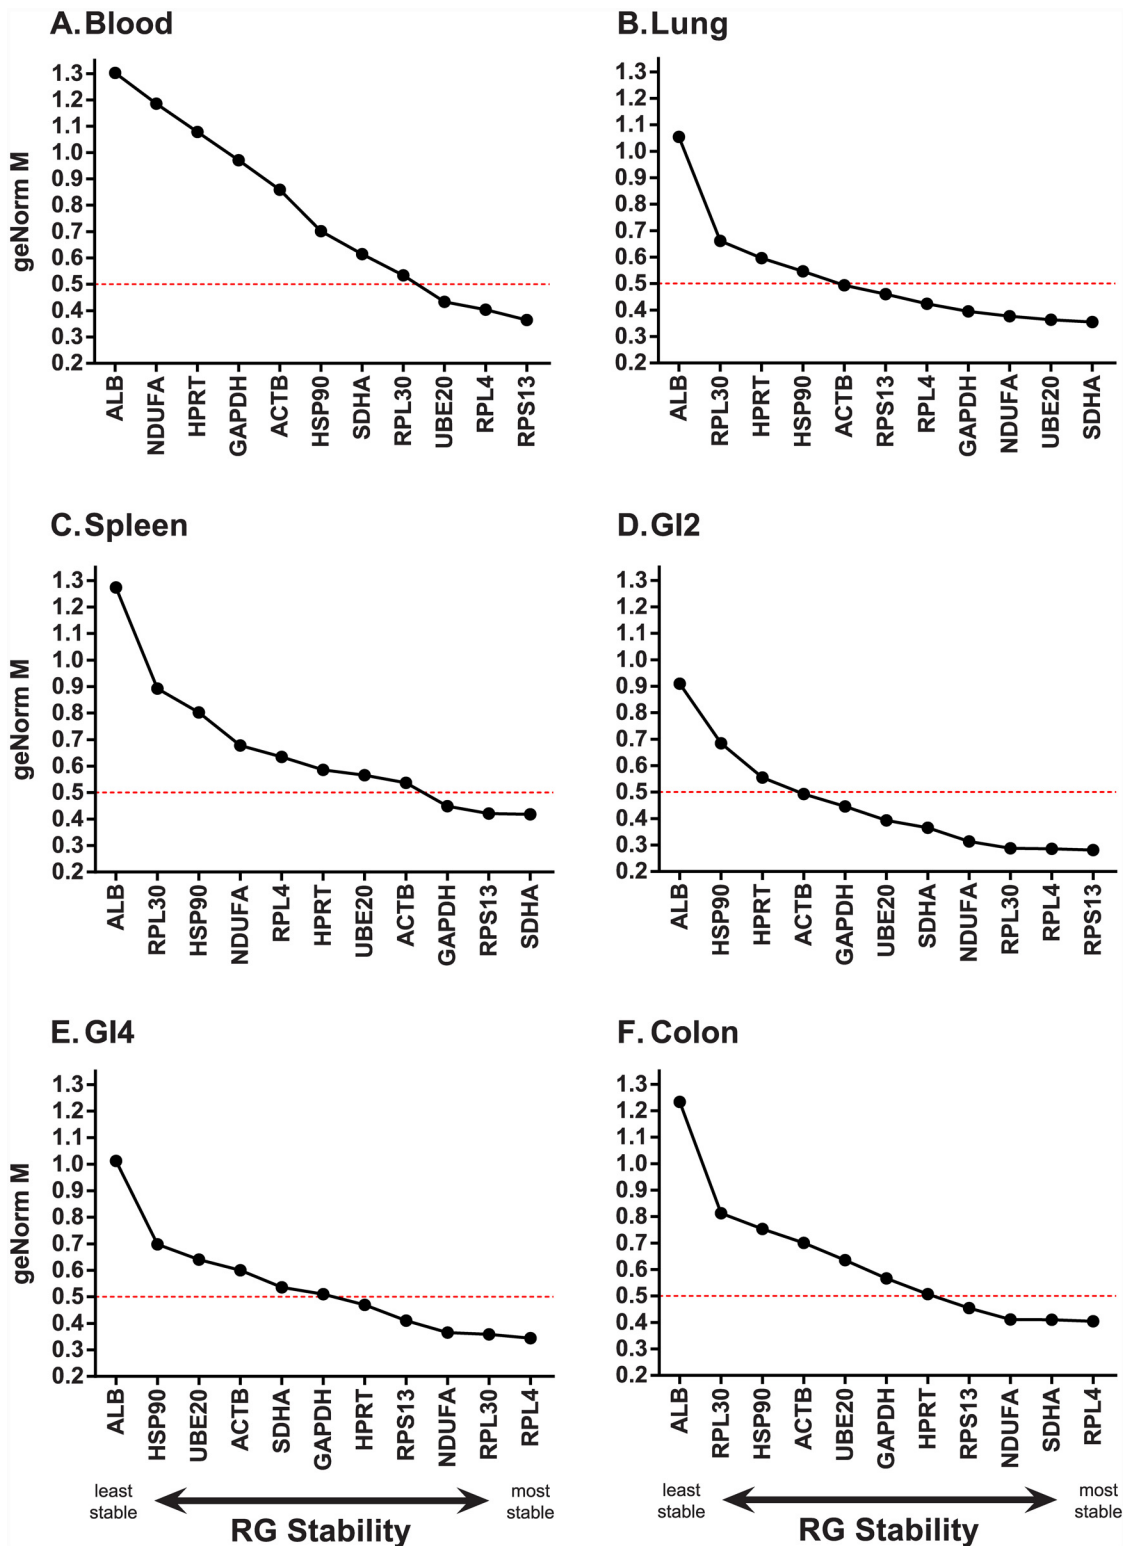 A. Blood
geNorm M
1.3
1.2
1.1
1.0
0.9
0.8
0.7
0.6
0.5
0.4
0.3
0.2
ALB
NDUFA
HPRT
GAPDH
ACTB
HSP90
SDHA
RPL30
UBE20
RPL4
RPS13
B. Lung
1.3
1.2
1.1
1.0
0.9
0.8
0.7
0.6
0.5
0.4
0.3
0.2
ALB
RPL30
HPRT
HSP90
ACTB
RPS13
RPL4
GAPDH
NDUFA
UBE20
SDHA
C. Spleen
geNorm M
1.3
1.2
1.1
1.0
0.9
0.8
0.7
0.6
0.5
0.4
0.3
0.2
ALB
RPL30
HSP90
NDUFA
RPL4
HPRT
UBE20
ACTB
GAPDH
RPS13
SDHA
D. GI2
1.3
1.2
1.1
1.0
0.9
0.8
0.7
0.6
0.5
0.4
0.3
0.2
ALB
HSP90
HPRT
ACTB
GAPDH
UBE20
SDHA
NDUFA
RPL30
RPL4
RPS13
E. GI4
geNorm M
1.3
1.2
1.1
1.0
0.9
0.8
0.7
0.6
0.5
0.4
0.3
0.2
ALB
HSP90
UBE20
ACTB
SDHA
GAPDH
HPRT
RPS13
NDUFA
RPL30
RPL4
least
stable
most
stable
RG Stability
F. Colon
1.3
1.2
1.1
1.0
0.9
0.8
0.7
0.6
0.5
0.4
0.3
0.2
ALB
RPL30
HSP90
ACTB
UBE20
GAPDH
HPRT
RPS13
NDUFA
SDHA
RPL4
least
stable
most
stable
RG Stability